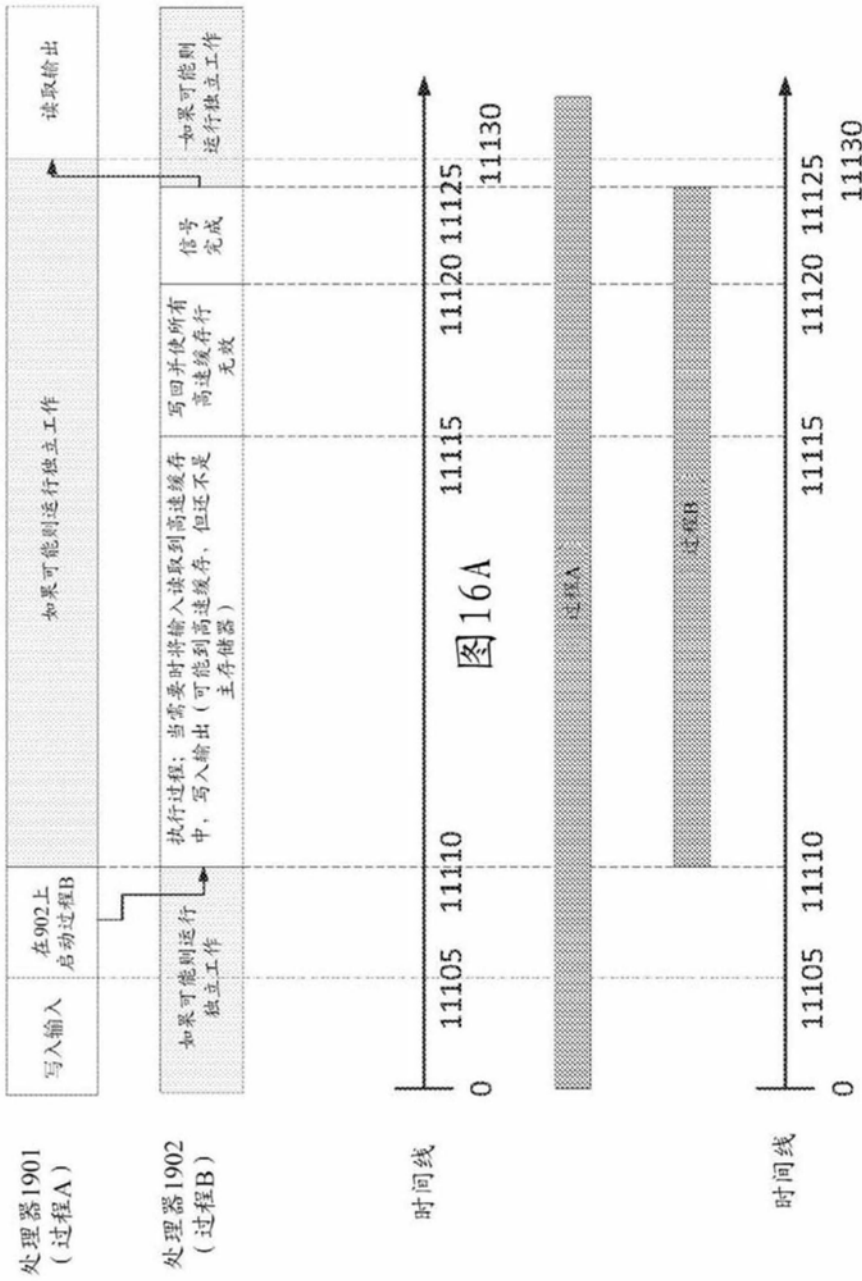 处理器1901
（过程A）
写入输入
在902上
启动过程B
如果可能则运行独立工作
读取输出
处理器1902
（过程B）
如果可能则运行
独立工作
执行过程；当需要时将输入读取到高速缓存
中，写入输出（可能到高速缓存，但还不是
主存储器）
写回并使所有
高速缓存行
无效
信号
完成
如果可能则
运行独立工作
时间线
0
11105
11110
11115
11120
11125
11130
图16A
过程A
过程B
时间线
0
11105
11110
11115
11120
11125
11130